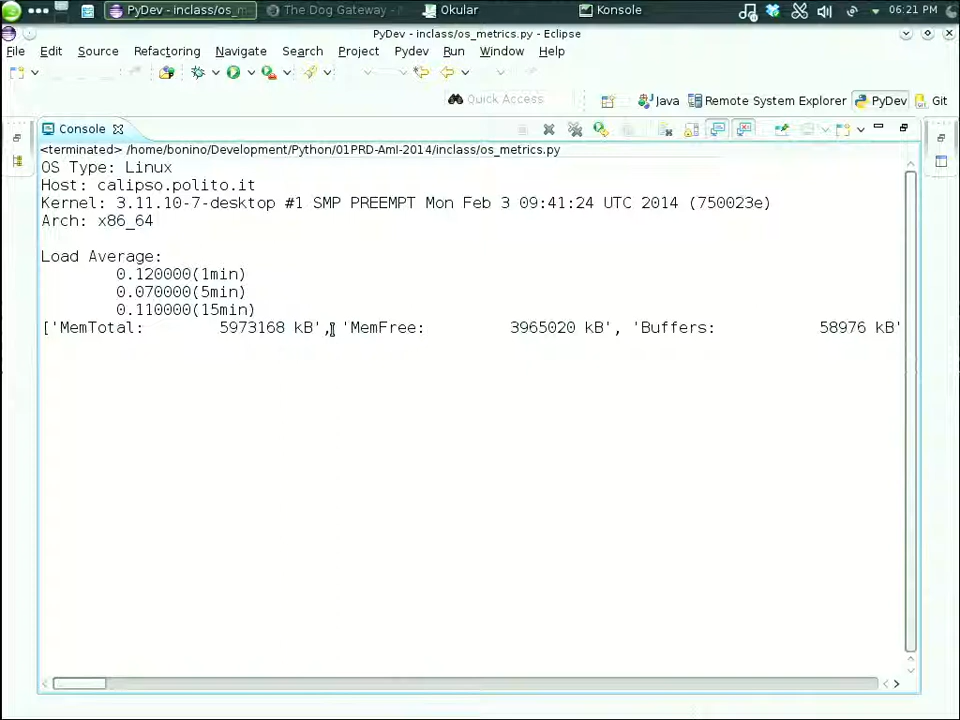 PyDev - inclass/os_m
The Dog Gateway -
Okular
Konsole
06:21 PM
PyDev - inclass/os_metrics.py - Eclipse
File Edit Source Refactoring Navigate Search Project Pydev Run Window Help
Quick Access
Java Remote System Explorer PyDev Git
Console
<terminated> /home/bonino/Development/Python/01PRD-AmI-2014/inclass/os_metrics.py
OS Type: Linux
Host: calipso.polito.it
Kernel: 3.11.10-7-desktop #1 SMP PREEMPT Mon Feb 3 09:41:24 UTC 2014 (750023e)
Arch: x86_64
Load Average:
0.120000(1min)
0.070000(5min)
0.110000(15min)
['MemTotal: 5973168 kB', 'MemFree: 3965020 kB', 'Buffers: 58976 kB'